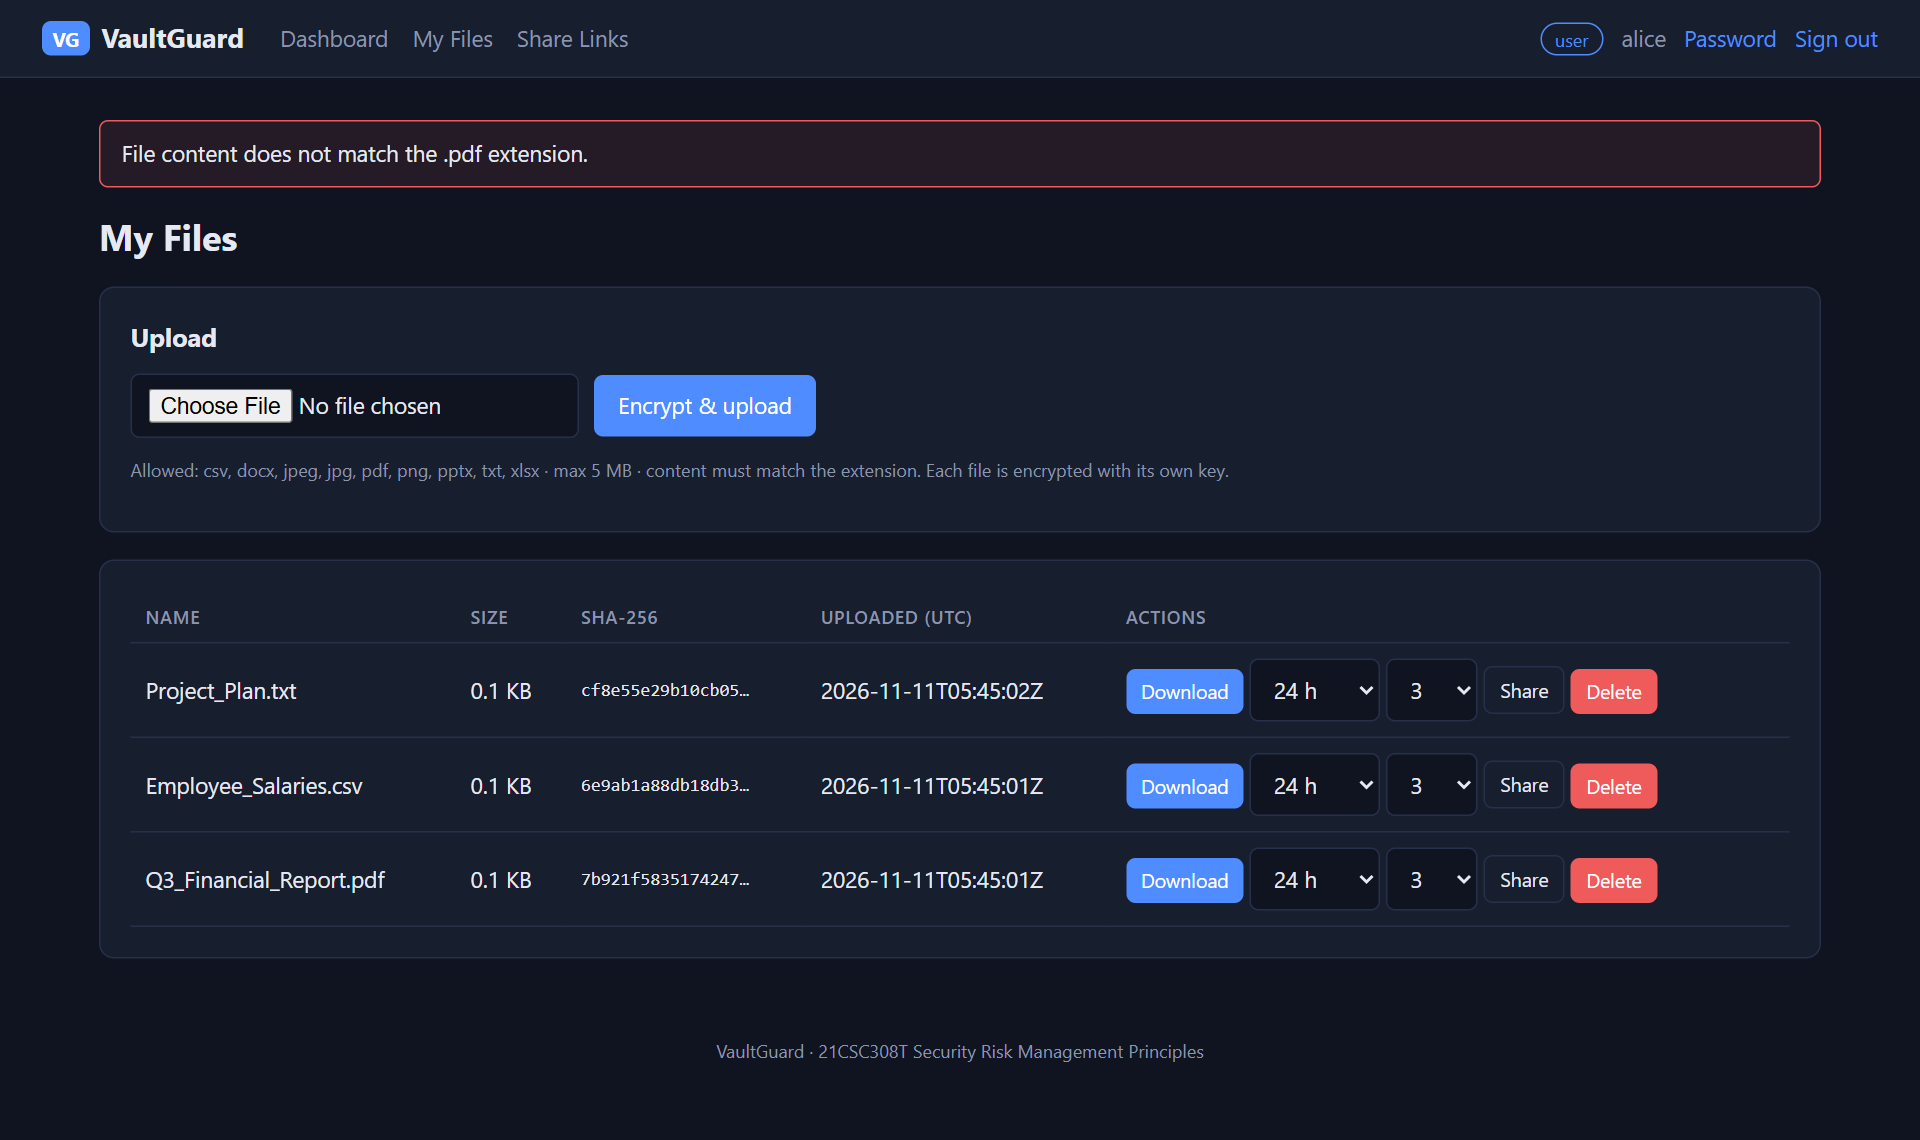 VG VaultGuard Dashboard My Files Share Links user alice Password Sign out
File content does not match the .pdf extension.
My Files
Upload
Choose File No file chosen Encrypt & upload
Allowed: csv, docx, jpeg, jpg, pdf, png, pptx, txt, xlsx · max 5 MB · content must match the extension. Each file is encrypted with its own key.
NAME SIZE SHA-256 UPLOADED (UTC) ACTIONS
Project_Plan.txt 0.1 KB cf8e55e29b10cb05… 2026-11-11T05:45:02Z Download 24 h 3 Share Delete
Employee_Salaries.csv 0.1 KB 6e9ab1a88db18db3… 2026-11-11T05:45:01Z Download 24 h 3 Share Delete
Q3_Financial_Report.pdf 0.1 KB 7b921f5835174247… 2026-11-11T05:45:01Z Download 24 h 3 Share Delete
VaultGuard · 21CSC308T Security Risk Management Principles